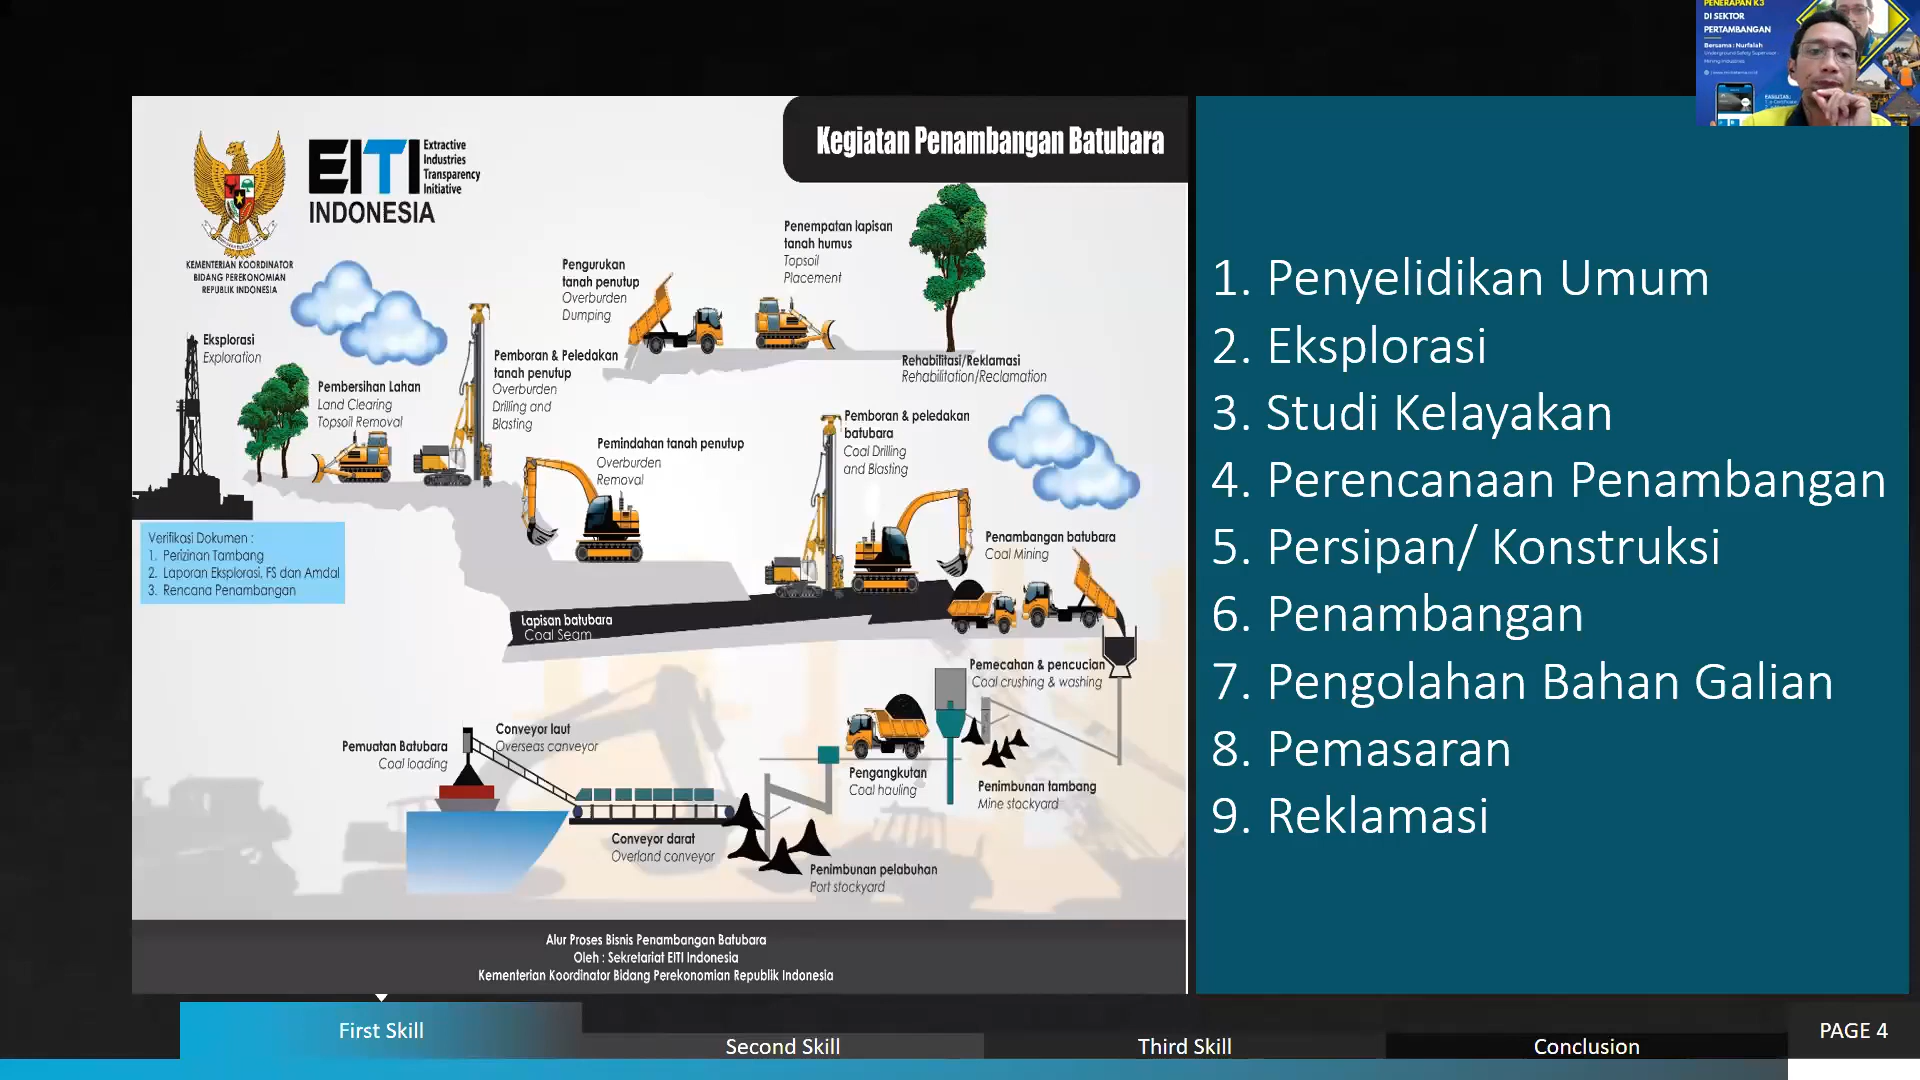 PENERAPAN K3
DI SEKTOR
PERTAMBANGAN
Bersama : Nurfalah
EITI
Extractive
Industries
Transparency
Initiative
INDONESIA
KEMENTERIAN KOORDINATOR
BIDANG PEREKONOMIAN
REPUBLIK INDONESIA
Kegiatan Penambangan Batubara
Penempatan lapisan
tanah humus
Topsoil
Placement
Pengurukan
tanah penutup
Overburden
Dumping
Eksplorasi
Exploration
Pembersihan Lahan
Land Clearing
Topsoil Removal
Pemboran & Peledakan
tanah penutup
Overburden
Drilling and
Blasting
Rehabilitasi/Reklamasi
Rehabilitation/Reclamation
Pemindahan tanah penutup
Overburden
Removal
Pemboran & peledakan
batubara
Coal Drilling
and Blasting
Penambangan batubara
Coal Mining
Verifikasi Dokumen :
1. Perizinan Tambang
2. Laporan Eksplorasi, FS dan Amdal
3. Rencana Penambangan
Lapisan batubara
Coal Seam
Pemecahan & pencucian
Coal crushing & washing
Conveyor laut
Overseas conveyor
Pemuatan Batubara
Coal loading
Pengangkutan
Coal hauling
Penimbunan tambang
Mine stockyard
Conveyor darat
Overland conveyor
Penimbunan pelabuhan
Port stockyard
Alur Proses Bisnis Penambangan Batubara
Oleh : Sekretariat EITI Indonesia
Kementerian Koordinator Bidang Perekonomian Republik Indonesia
1. Penyelidikan Umum
2. Eksplorasi
3. Studi Kelayakan
4. Perencanaan Penambangan
5. Persipan/ Konstruksi
6. Penambangan
7. Pengolahan Bahan Galian
8. Pemasaran
9. Reklamasi
First Skill
Second Skill
Third Skill
Conclusion
PAGE 4